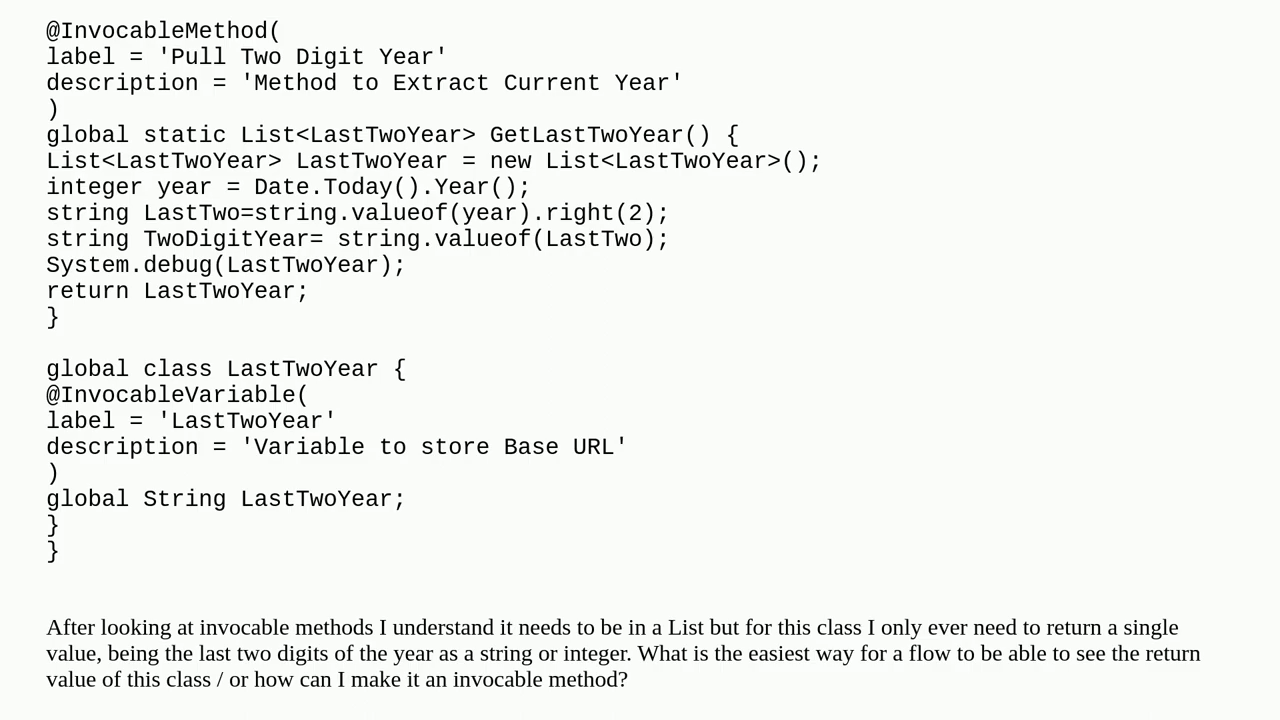 @InvocableMethod(
label = 'Pull Two Digit Year'
description = 'Method to Extract Current Year'
)
global static List<LastTwoYear> GetLastTwoYear() {
List<LastTwoYear> LastTwoYear = new List<LastTwoYear>();
integer year = Date.Today().Year();
string LastTwo=string.valueof(year).right(2);
string TwoDigitYear= string.valueof(LastTwo);
System.debug(LastTwoYear);
return LastTwoYear;
}

global class LastTwoYear {
@InvocableVariable(
label = 'LastTwoYear'
description = 'Variable to store Base URL'
)
global String LastTwoYear;
}
}

After looking at invocable methods I understand it needs to be in a List but for this class I only ever need to return a single
value, being the last two digits of the year as a string or integer. What is the easiest way for a flow to be able to see the return
value of this class / or how can I make it an invocable method?